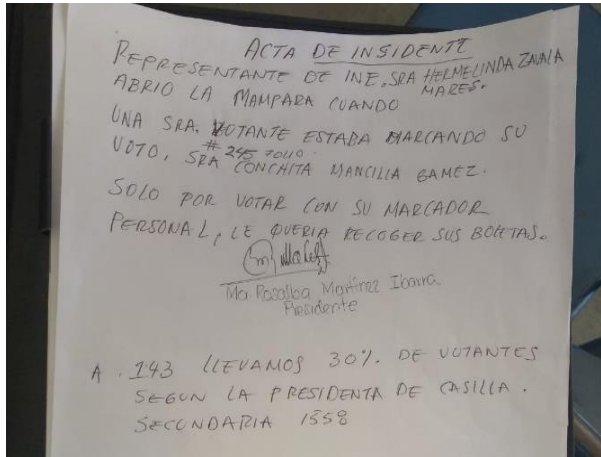 ACTA DE INSIDENTE
REPRESENTANTE DE INE, SRA HERMELINDA ZAVALA
MARES.
ABRIO LA MAMPARA CUANDO
UNA SRA. VOTANTE ESTABA MARCANDO SU
# 245 FOLIO.
VOTO, SRA CONCHITA MANCILLA GAMEZ.
SOLO POR VOTAR CON SU MARCADOR
PERSONAL, LE QUERIA RECOGER SUS BOLETAS.
Ma Rosalba Martínez Ibarra
Presidente
A . 143 LLEVAMOS 30%. DE VOTANTES
SEGUN LA PRESIDENTA DE CASILLA.
SECUNDARIA 1558